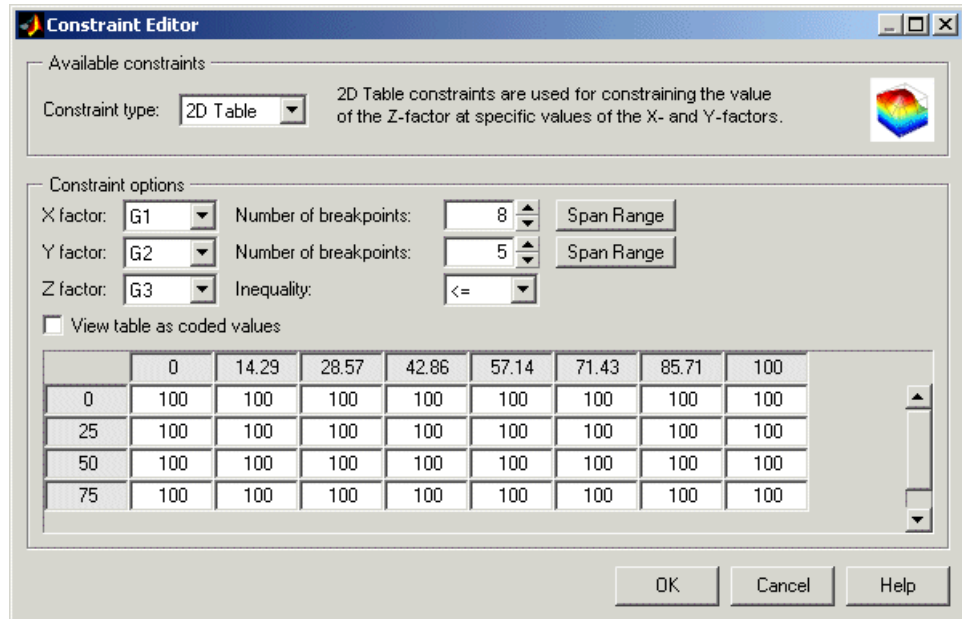 Constraint Editor
Available constraints
Constraint type: 2D Table
2D Table constraints are used for constraining the value
of the Z-factor at specific values of the X- and Y-factors.
Constraint options
X factor: G1 Number of breakpoints: 8 Span Range
Y factor: G2 Number of breakpoints: 5 Span Range
Z factor: G3 Inequality: <=
View table as coded values
0 14.29 28.57 42.86 57.14 71.43 85.71 100
0 100 100 100 100 100 100 100 100
25 100 100 100 100 100 100 100 100
50 100 100 100 100 100 100 100 100
75 100 100 100 100 100 100 100 100
OK Cancel Help